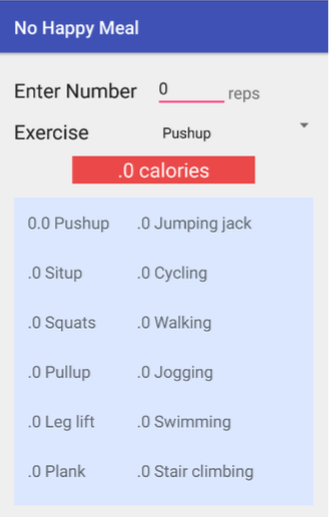 No Happy Meal
Enter Number 0 reps
Exercise Pushup
.0 calories
0.0 Pushup .0 Jumping jack
.0 Situp .0 Cycling
.0 Squats .0 Walking
.0 Pullup .0 Jogging
.0 Leg lift .0 Swimming
.0 Plank .0 Stair climbing